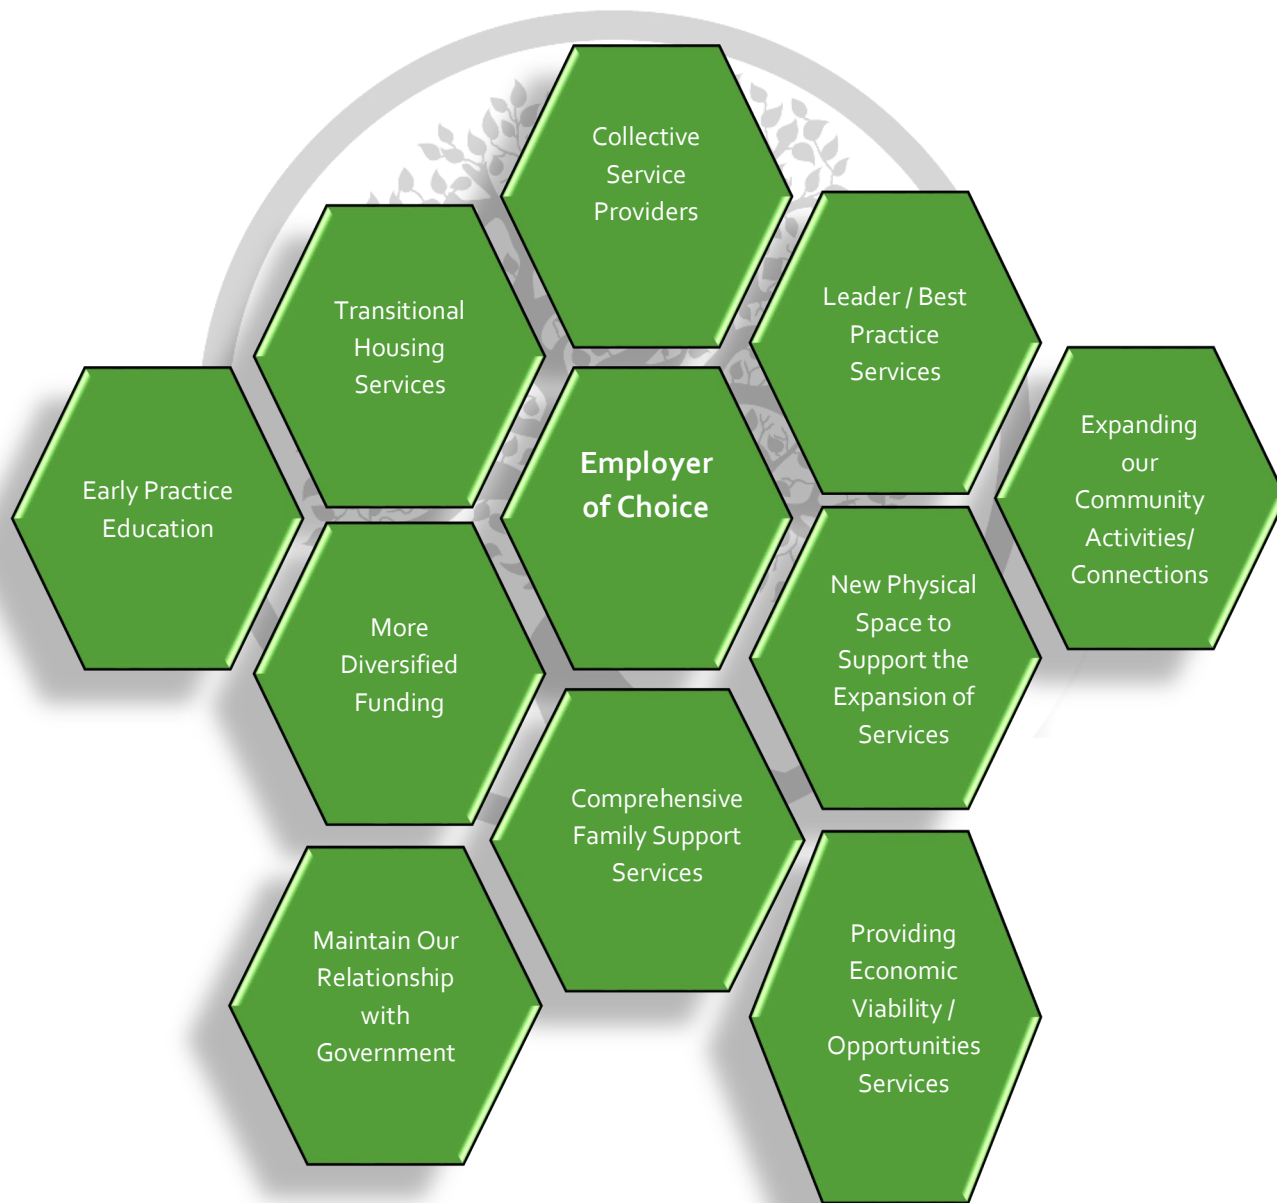 Collective
Service
Providers
Transitional
Housing
Services
Leader / Best
Practice
Services
Early Practice
Education
Employer
of Choice
Expanding
our
Community
Activities/
Connections
More
Diversified
Funding
New Physical
Space to
Support the
Expansion of
Services
Comprehensive
Family Support
Services
Maintain Our
Relationship
with
Government
Providing
Economic
Viability /
Opportunities
Services